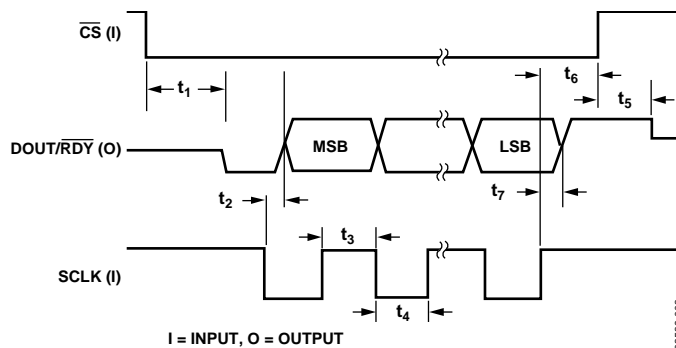 CS (I)
t1
t6
t5
DOUT/RDY (O)
MSB
LSB
t2
t3
t7
SCLK (I)
t4
I = INPUT, O = OUTPUT